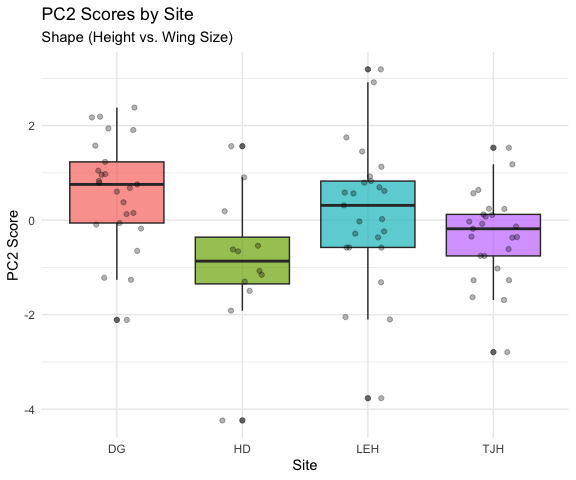 PC2 Scores by Site
Shape (Height vs. Wing Size)
PC2 Score
2
0
-2
-4
DG HD LEH TJH
Site